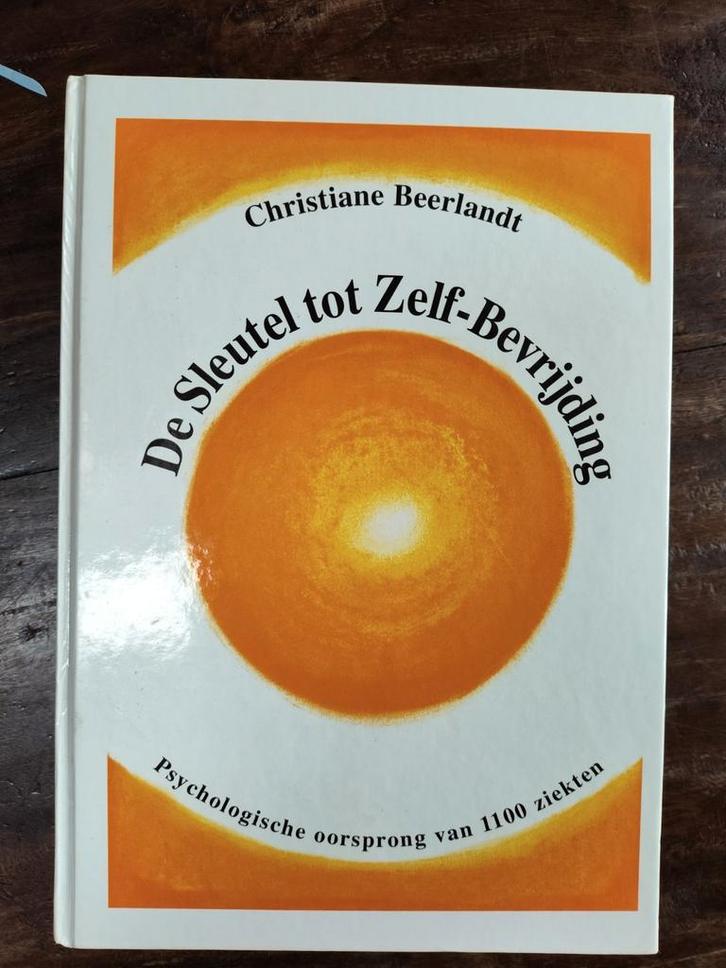 Christiane Beerlandt
De Sleutel tot Zelf-Bevrijding
Psychologische oorsprong van 1100 ziekten